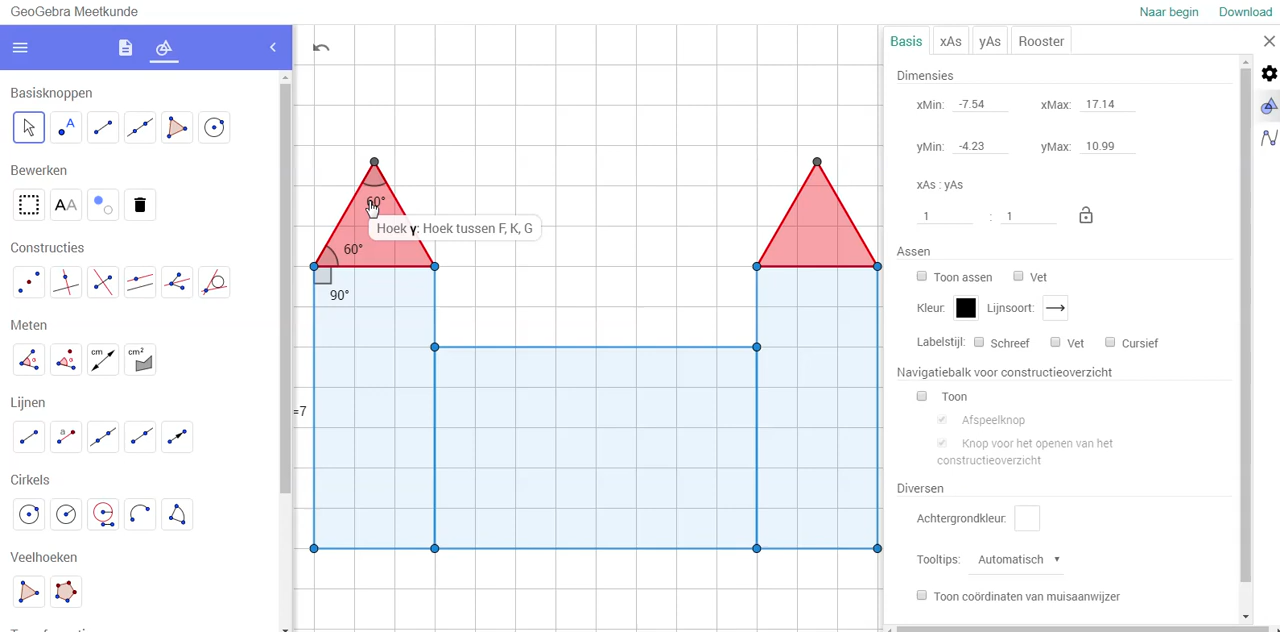 GeoGebra Meetkunde
Naar begin
Download
Basisknoppen
A
Bewerken
AA
Constructies
Meten
α
α
cm
cm²
Lijnen
a
Cirkels
Veelhoeken
60°
Hoek γ: Hoek tussen F, K, G
60°
90°
=7
Basis
xAs
yAs
Rooster
Dimensies
xMin: -7.54
xMax: 17.14
yMin: -4.23
yMax: 10.99
xAs : yAs
1 : 1
Assen
Toon assen
Vet
Kleur:
Lijnsoort:
Labelstijl:
Schreef
Vet
Cursief
Navigatiebalk voor constructieoverzicht
Toon
Afspeelknop
Knop voor het openen van het
constructieoverzicht
Diversen
Achtergrondkleur:
Tooltips: Automatisch
Toon coördinaten van muisaanwijzer